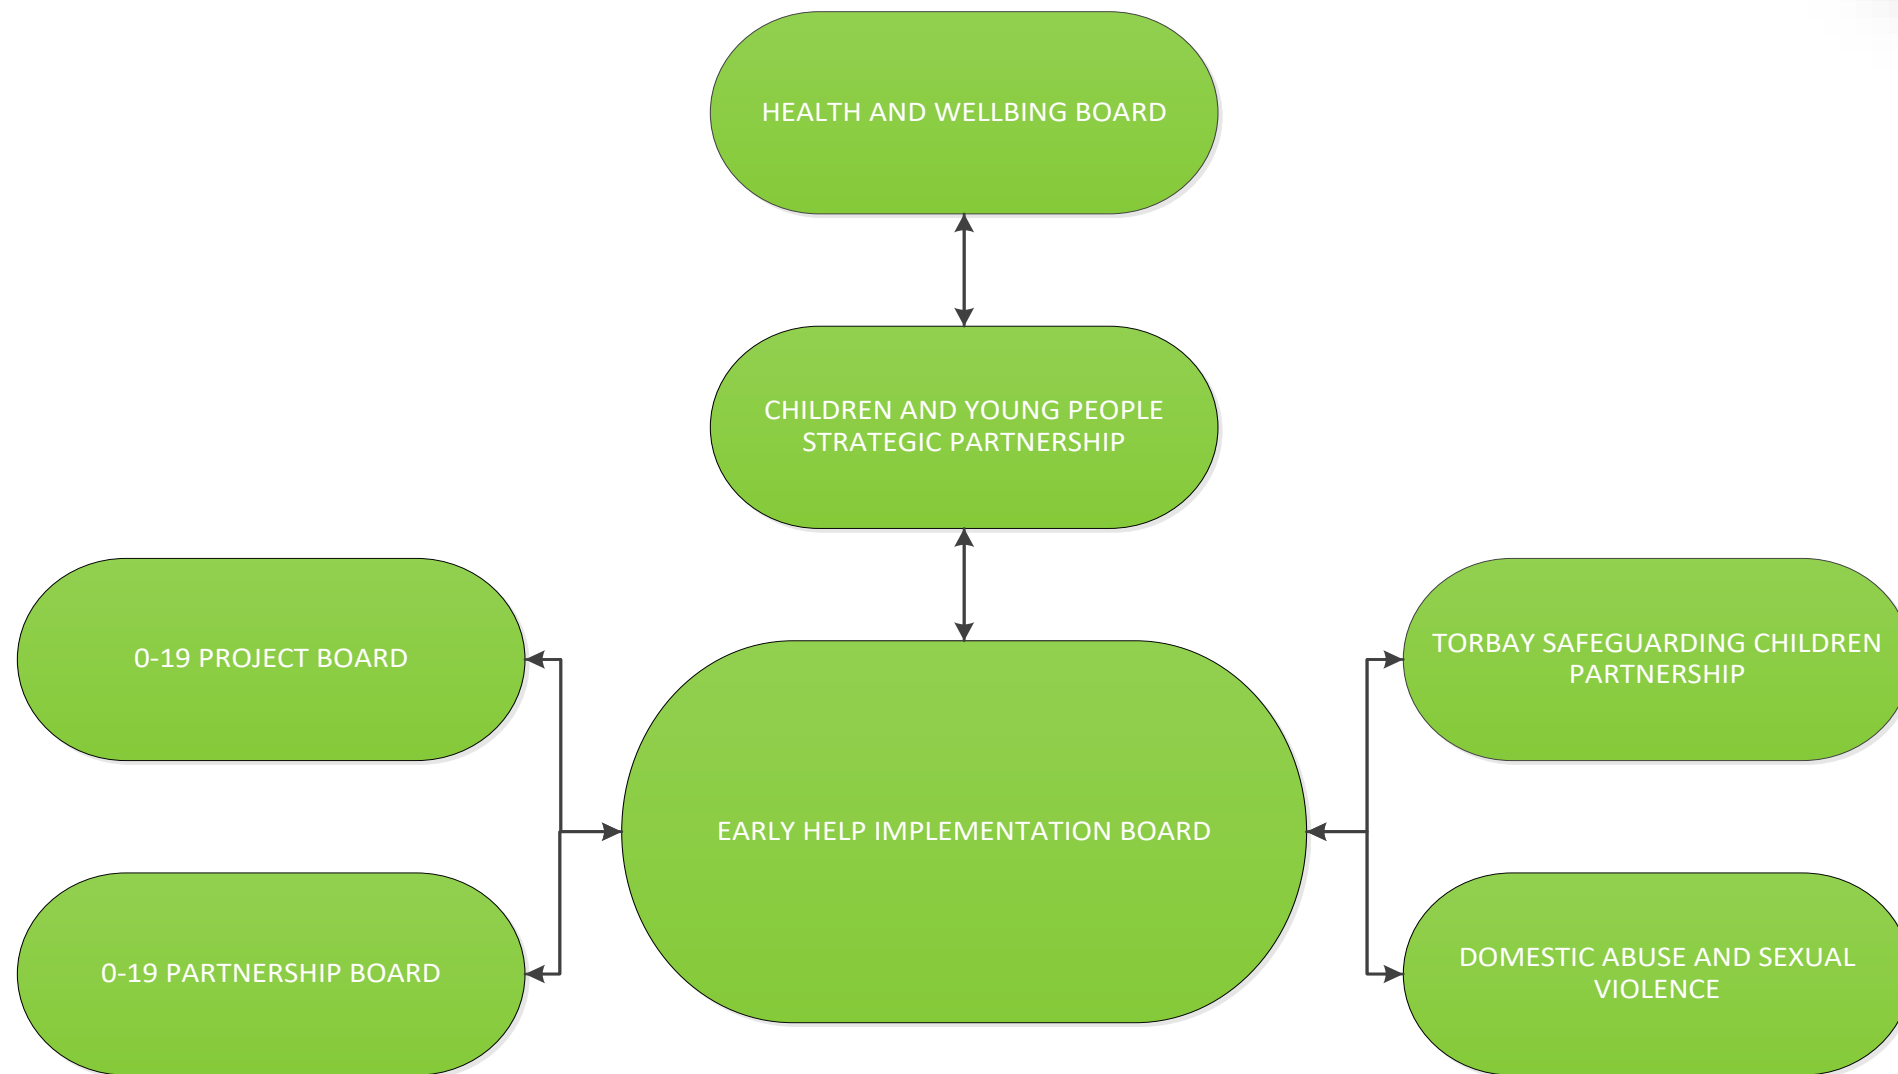 HEALTH AND WELLBING BOARD
CHILDREN AND YOUNG PEOPLE
STRATEGIC PARTNERSHIP
0-19 PROJECT BOARD
TORBAY SAFEGUARDING CHILDREN
PARTNERSHIP
EARLY HELP IMPLEMENTATION BOARD
0-19 PARTNERSHIP BOARD
DOMESTIC ABUSE AND SEXUAL
VIOLENCE